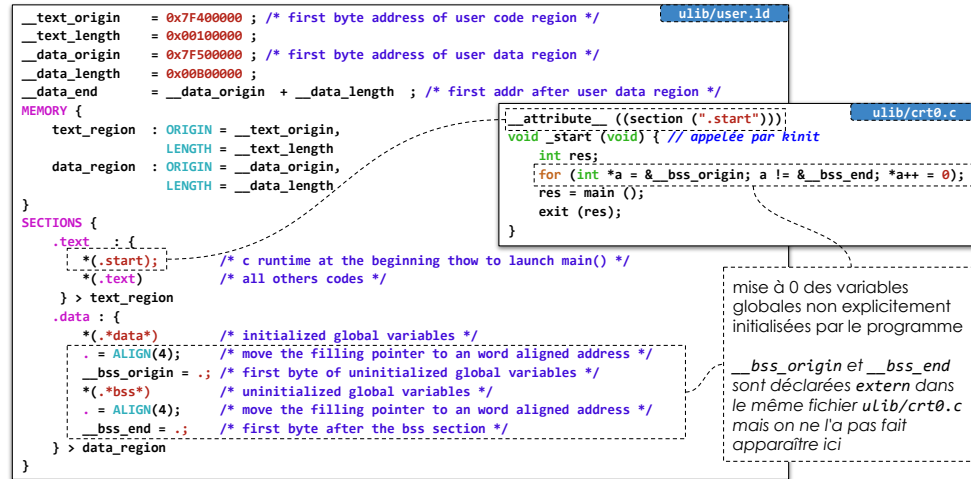 ulib/user.ld
__text_origin = 0x7F400000 ; /* first byte address of user code region */
__text_length = 0x00100000 ;
__data_origin = 0x7F500000 ; /* first byte address of user data region */
__data_length = 0x00B00000 ;
__data_end = __data_origin + __data_length ; /* first addr after user data region */
MEMORY {
text_region : ORIGIN = __text_origin,
LENGTH = __text_length
data_region : ORIGIN = __data_origin,
LENGTH = __data_length
}
SECTIONS {
.text : {
*(.start); /* c runtime at the beginning thow to launch main() */
*(.text) /* all others codes */
} > text_region
.data : {
*(.*data*) /* initialized global variables */
. = ALIGN(4); /* move the filling pointer to an word aligned address */
__bss_origin = .; /* first byte of uninitialized global variables */
*(.*bss*) /* uninitialized global variables */
. = ALIGN(4); /* move the filling pointer to an word aligned address */
__bss_end = .; /* first byte after the bss section */
} > data_region
}
ulib/crt0.c
__attribute__ ((section (".start")))
void _start (void) { // appelée par kinit
int res;
for (int *a = &__bss_origin; a != &__bss_end; *a++ = 0);
res = main ();
exit (res);
}
mise à 0 des variables
globales non explicitement
initialisées par le programme
__bss_origin et __bss_end
sont déclarées extern dans
le même fichier ulib/crt0.c
mais on ne l'a pas fait
apparaître ici